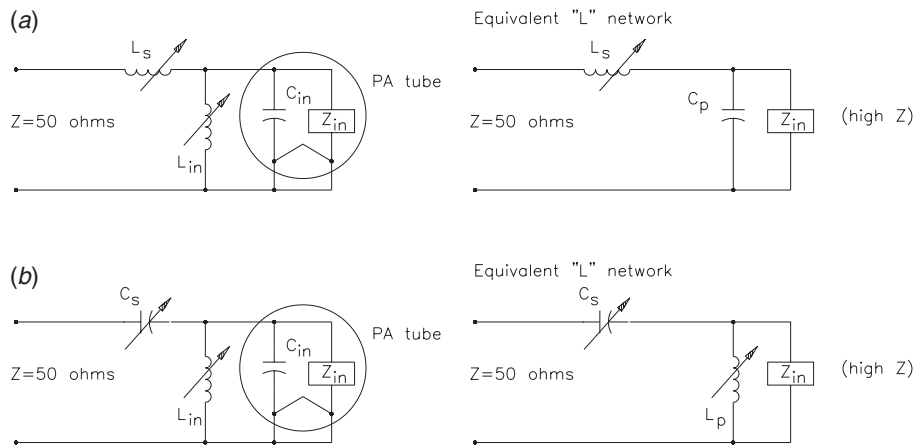 (a)
Equivalent "L" network
Ls
Ls
PA tube
Cin
Cp
Z=50 ohms
Zin
Z=50 ohms
Zin
(high Z)
Lin
(b)
Equivalent "L" network
Cs
Cs
PA tube
Cin
Z=50 ohms
Zin
Z=50 ohms
Zin
(high Z)
Lin
Lp